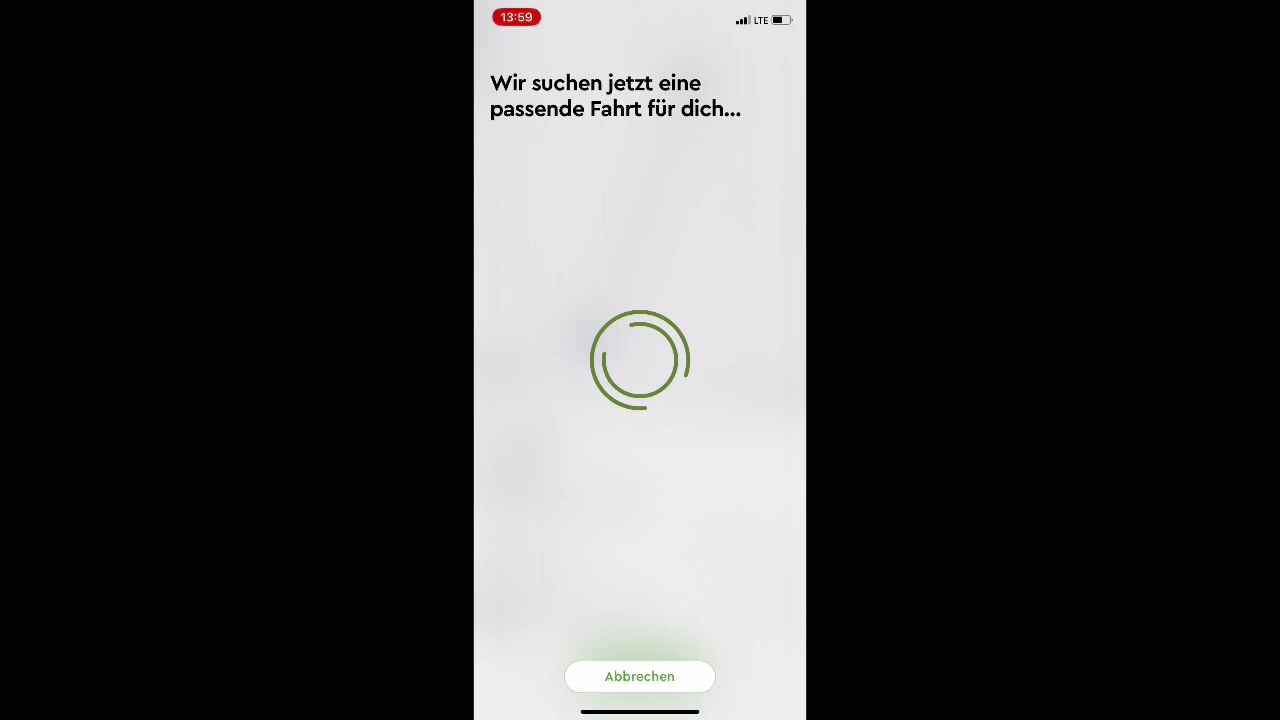 13:59
LTE
Wir suchen jetzt eine
passende Fahrt für dich...
Abbrechen